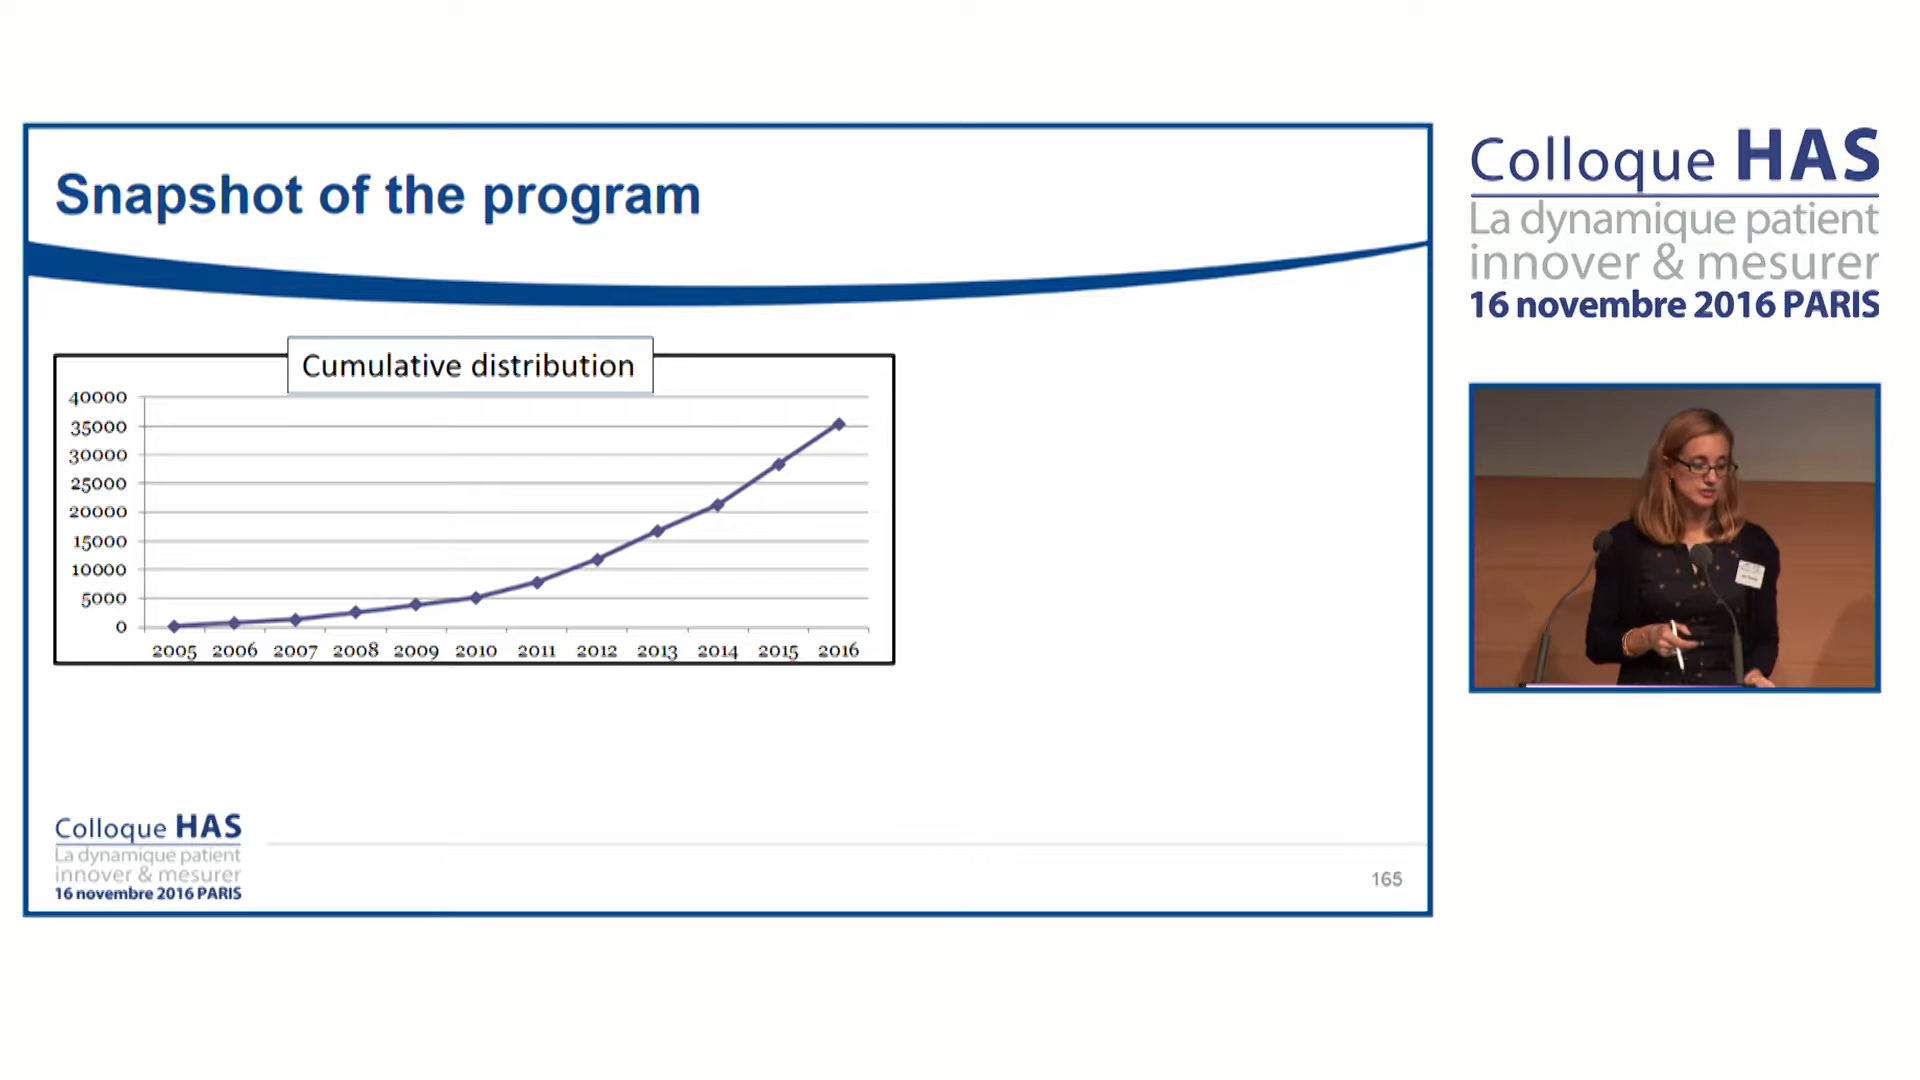 Snapshot of the program
Cumulative distribution
40000
35000
30000
25000
20000
15000
10000
5000
0
2005 2006 2007 2008 2009 2010 2011 2012 2013 2014 2015 2016
Colloque HAS
La dynamique patient
innover & mesurer
16 novembre 2016 PARIS
165
Colloque HAS
La dynamique patient
innover & mesurer
16 novembre 2016 PARIS